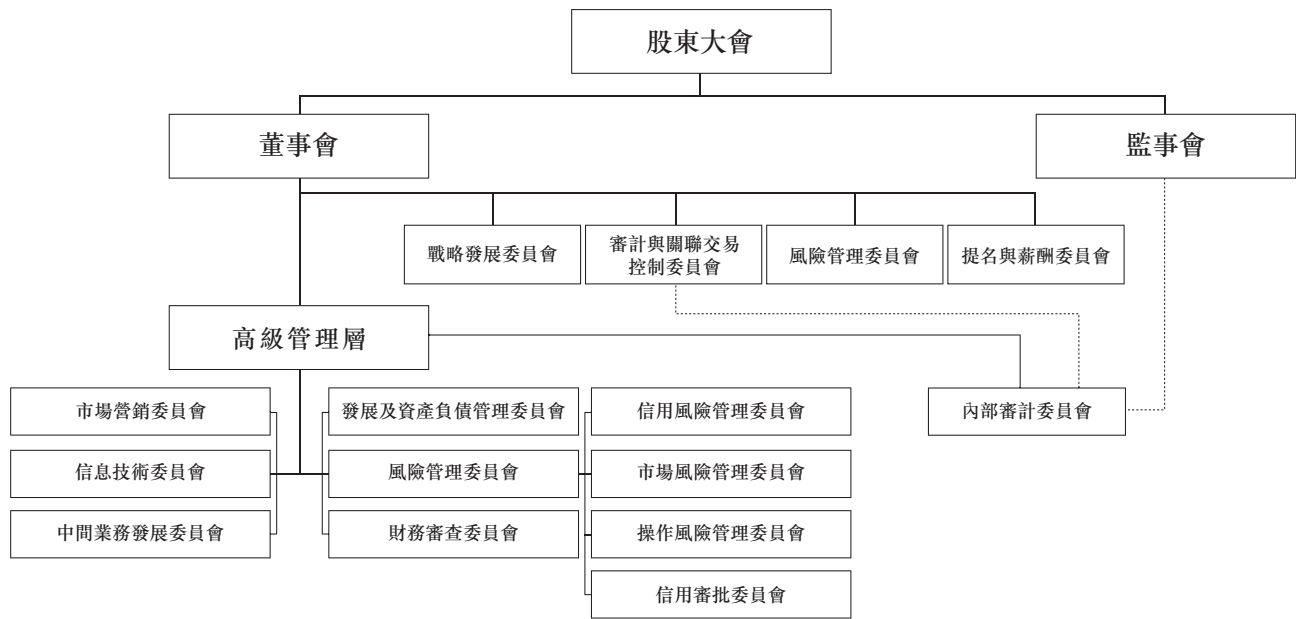 股東大會
董事會
監事會
戰略發展委員會
審計與關聯交易
控制委員會
風險管理委員會
提名與薪酬委員會
高級管理層
市場營銷委員會
發展及資產負債管理委員會
信用風險管理委員會
內部審計委員會
信息技術委員會
風險管理委員會
市場風險管理委員會
中間業務發展委員會
財務審查委員會
操作風險管理委員會
信用審批委員會